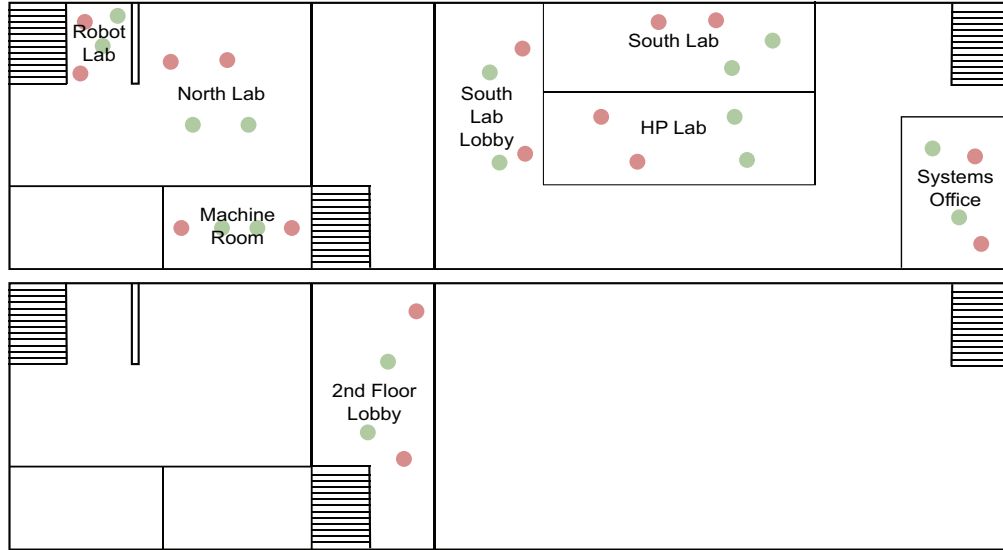 Robot
Lab
North Lab
South
Lab
Lobby
South Lab
HP Lab
Systems
Office
Machine
Room
2nd Floor
Lobby